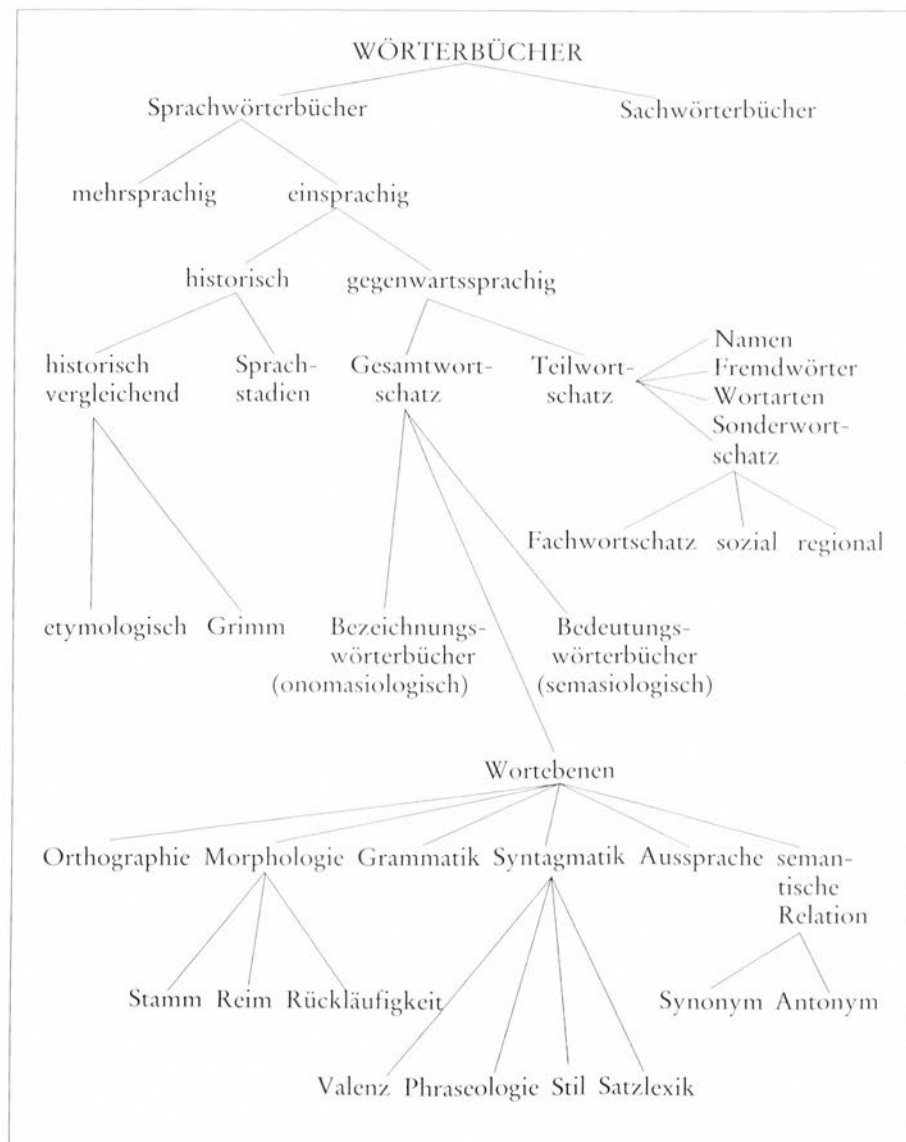 WÖRTERBÜCHER
Sprachwörterbücher Sachwörterbücher
mehrsprachig einsprachig
historisch gegenwartssprachig
historisch vergleichend
Sprach-
stadien
Gesamtwort-
schatz
Teilwort-
schatz
Namen
Fremdwörter
Wortarten
Sonderwort-
schatz
Fachwortschatz sozial regional
etymologisch Grimm
Bezeichnungs-
wörterbücher
(onomasiologisch)
Bedeutungs-
wörterbücher
(semasiologisch)
Wortebenen
Orthographie Morphologie Grammatik Syntagmatik Aussprache seman-
tische
Relation
Stamm Reim Rückläufigkeit
Synonym Antonym
Valenz Phraseologie Stil Satzlexik